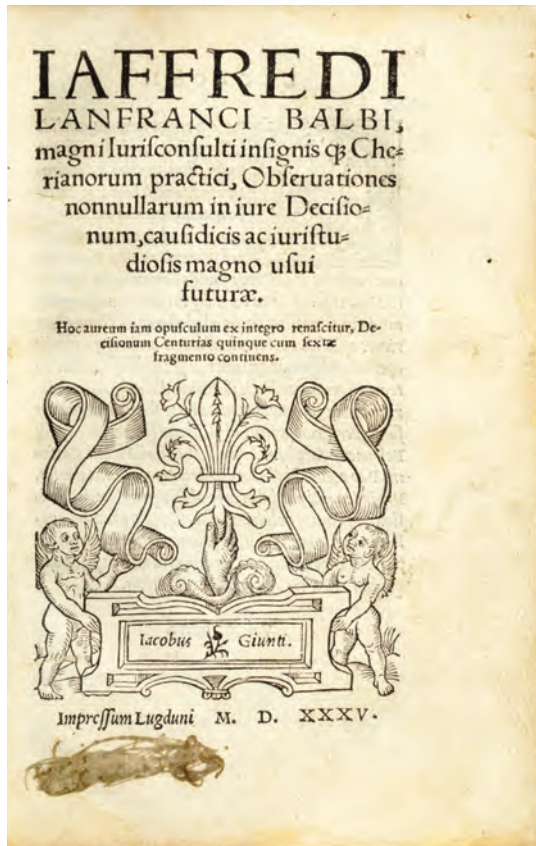 IAFFREDI
LANFRANCI BALBI,
magni Iuriſconſulti inſignis qꝫ Che⸗
rianorum practici, Obſeruationes
nonnullarum in iure Deciſio⸗
num, cauſidicis ac iuriſtu⸗
dioſis magno uſui
futuræ.
Hoc aureum iam opuſculum ex integro renaſcitur, De-
ciſionum Centurias quinque cum ſextæ
fragmento continens.
Iacobus Giunti.
Impreſſum Lugduni M. D. XXXV.